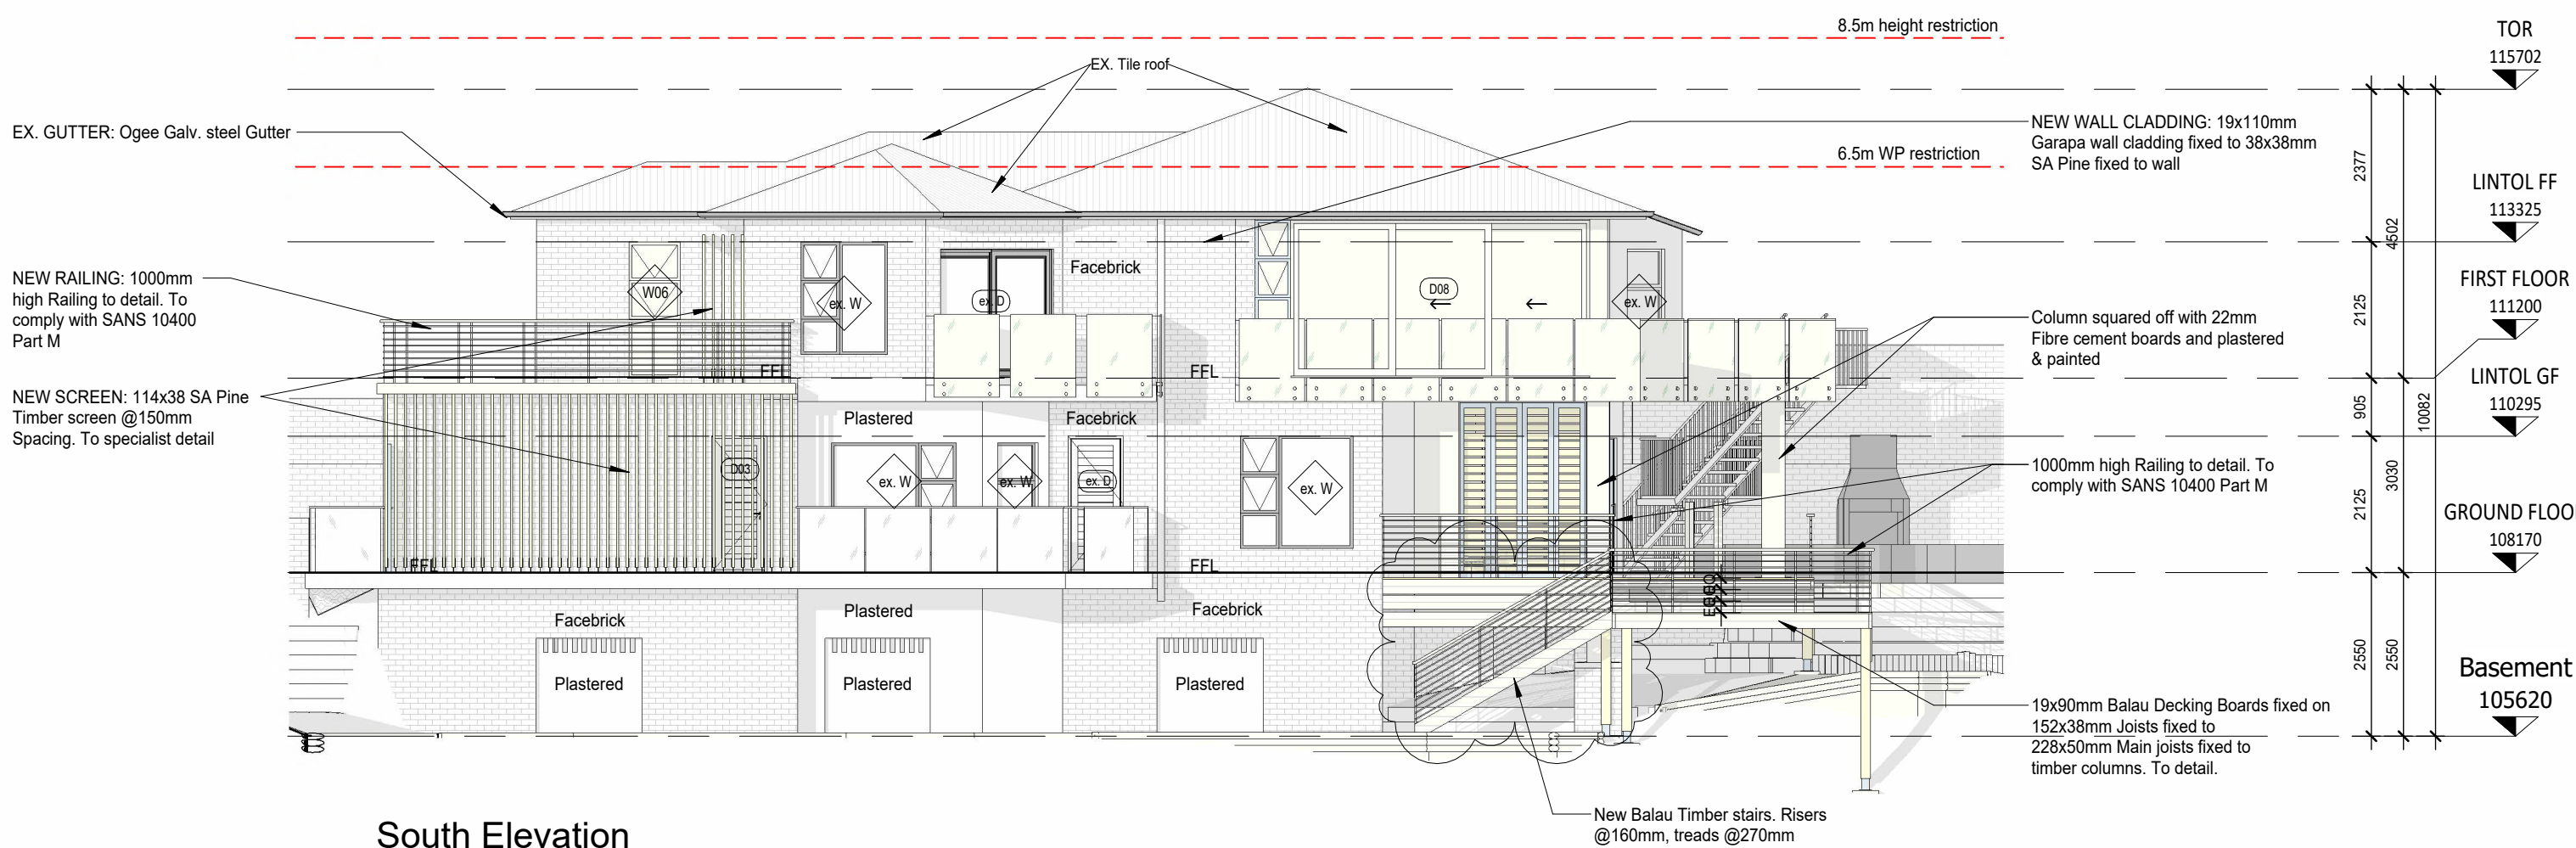 8.5m height restriction
TOR
115702
EX. Tile roof
EX. GUTTER: Ogee Galv. steel Gutter
NEW WALL CLADDING: 19x110mm
Garapa wall cladding fixed to 38x38mm
SA Pine fixed to wall
6.5m WP restriction
2377
LINTOL FF
113325
4502
NEW RAILING: 1000mm
high Railing to detail. To
comply with SANS 10400
Part M
W06
ex. W
ex. D
Facebrick
D08
ex. W
FIRST FLOOR
111200
2125
Column squared off with 22mm
Fibre cement boards and plastered
& painted
FFL
FFL
NEW SCREEN: 114x38 SA Pine
Timber screen @150mm
Spacing. To specialist detail
Plastered
Facebrick
LINTOL GF
110295
905
10082
D03
ex. W
ex. W
ex. D
ex. W
1000mm high Railing to detail. To
comply with SANS 10400 Part M
2125
3030
GROUND FLOO
108170
FFL
FFL
Facebrick
Plastered
Facebrick
Plastered
Plastered
Plastered
2550
2550
Basement
105620
19x90mm Balau Decking Boards fixed on
152x38mm Joists fixed to
228x50mm Main joists fixed to
timber columns. To detail.
New Balau Timber stairs. Risers
@160mm, treads @270mm
South Elevation